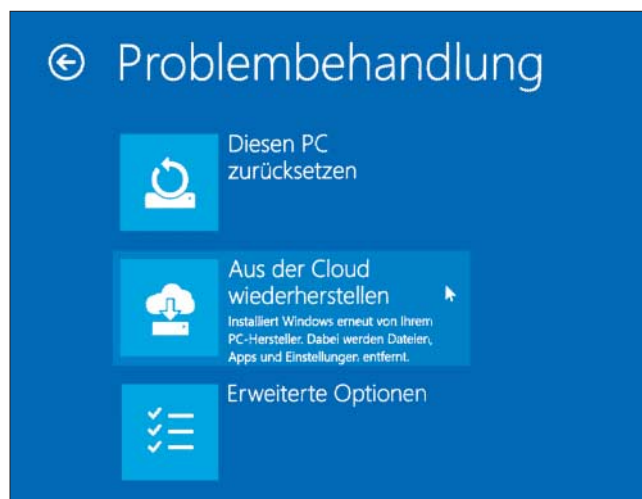 Problembehandlung
Diesen PC
zurücksetzen
Aus der Cloud
wiederherstellen
Installiert Windows erneut von Ihrem
PC-Hersteller. Dabei werden Dateien,
Apps und Einstellungen entfernt.
Erweiterte Optionen